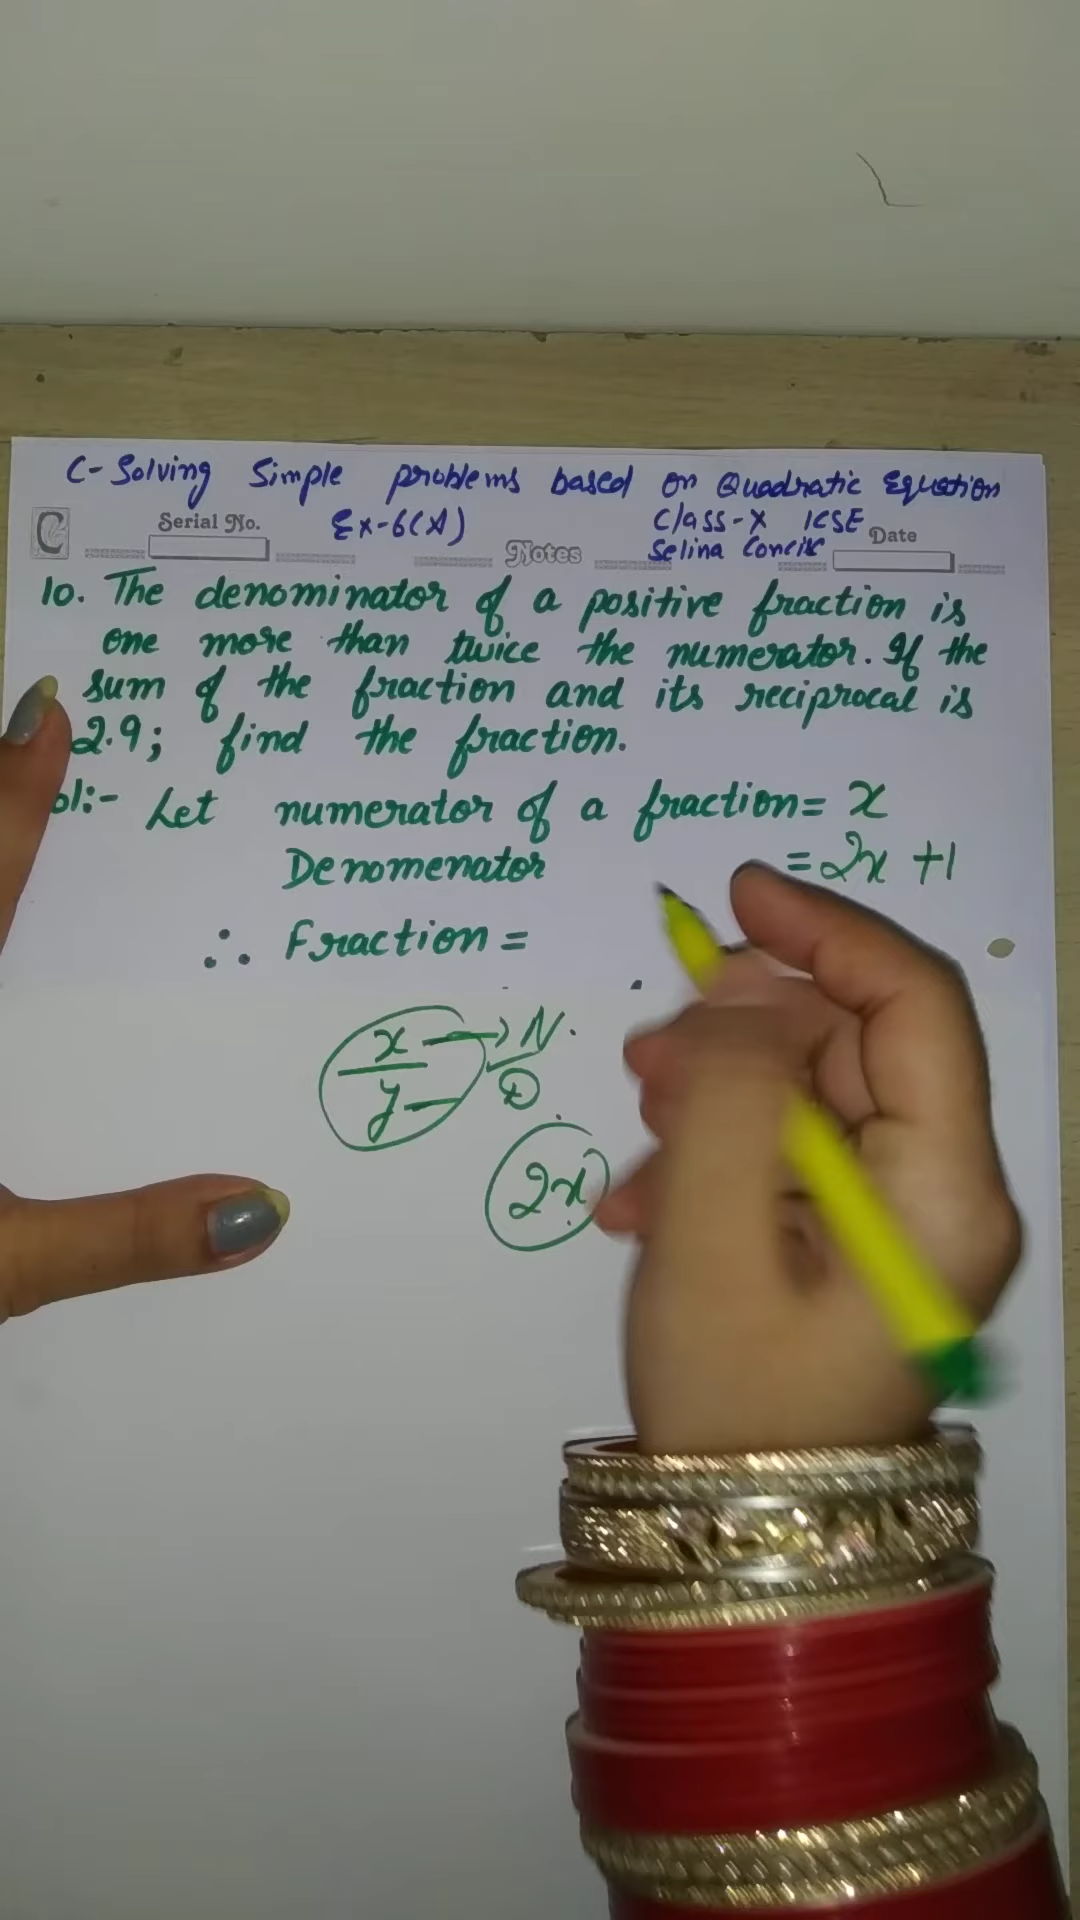 C- Solving Simple problems based on Quadratic Equation
Ex-6(A) Class-X ICSE
C Serial No. Notes Selina Concise Date
10. The denominator of a positive fraction is
one more than twice the numerator. If the
sum of the fraction and its reciprocal is
2.9; find the fraction.
ol:- Let numerator of a fraction = x
Denomenator = 2x +1
∴ Fraction =
x → N.
y – D
2x